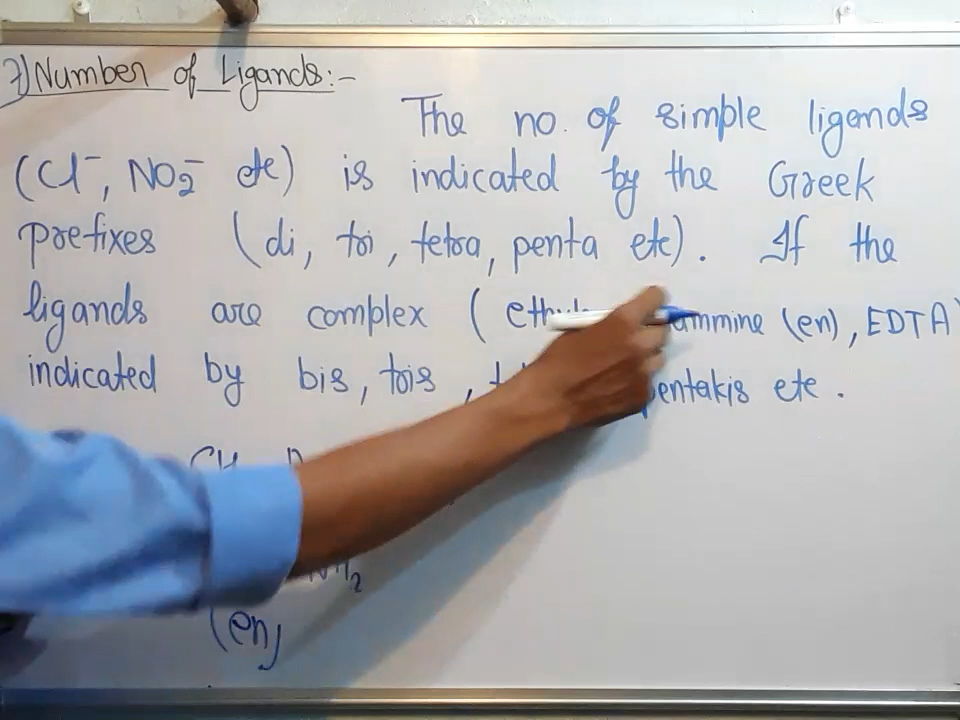 7) Number of Ligands:-
The no. of simple ligands
(Cl⁻, NO₂⁻ etc) is indicated by the Greek
prefixes (di, tri, tetra, penta etc). If the
ligands are complex ( (en), EDTA
indicated by bis, tris, pentakis etc.
NH₂
(en)